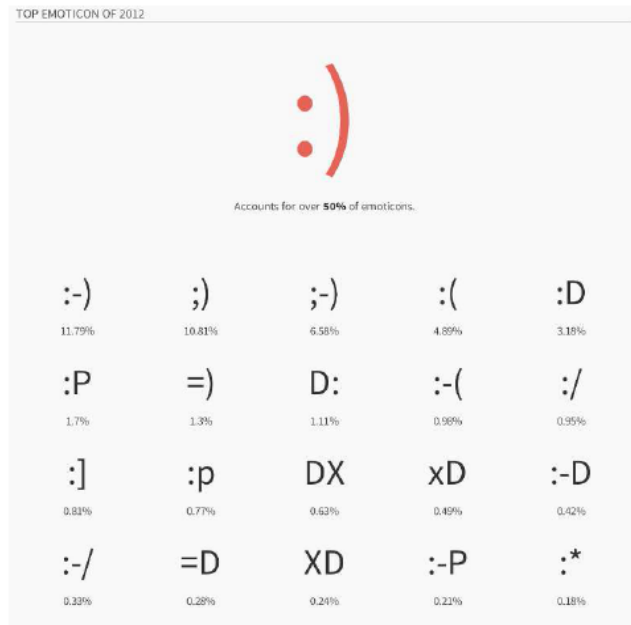 TOP EMOTICON OF 2012
:)
Accounts for over 50% of emoticons.
:-) ;) ;-) :( :D
11.79% 10.81% 6.58% 4.89% 3.18%
:P =) D: :-( :/
1.7% 1.3% 1.11% 0.98% 0.95%
:] :p DX xD :-D
0.81% 0.77% 0.63% 0.49% 0.42%
:-/ =D XD :-P :*
0.33% 0.28% 0.24% 0.21% 0.18%